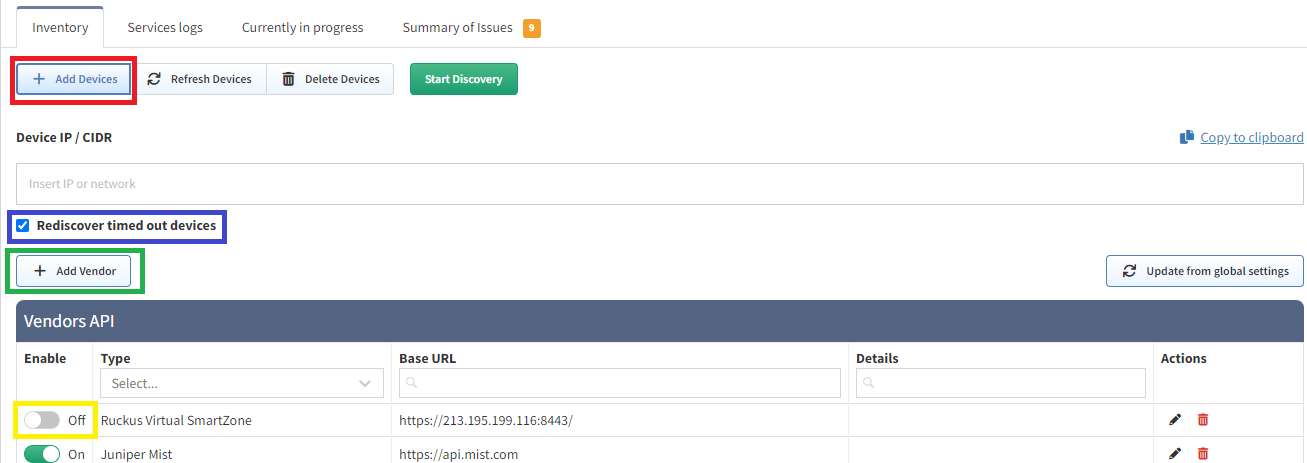 Inventory Services logs Currently in progress Summary of Issues 9
Add Devices Refresh Devices Delete Devices Start Discovery
Device IP / CIDR Copy to clipboard
Insert IP or network
Rediscover timed out devices
Add Vendor Update from global settings
Vendors API
Enable Type Base URL Details Actions
Select...
Off Ruckus Virtual SmartZone https://213.195.199.116:8443/
On Juniper Mist https://api.mist.com